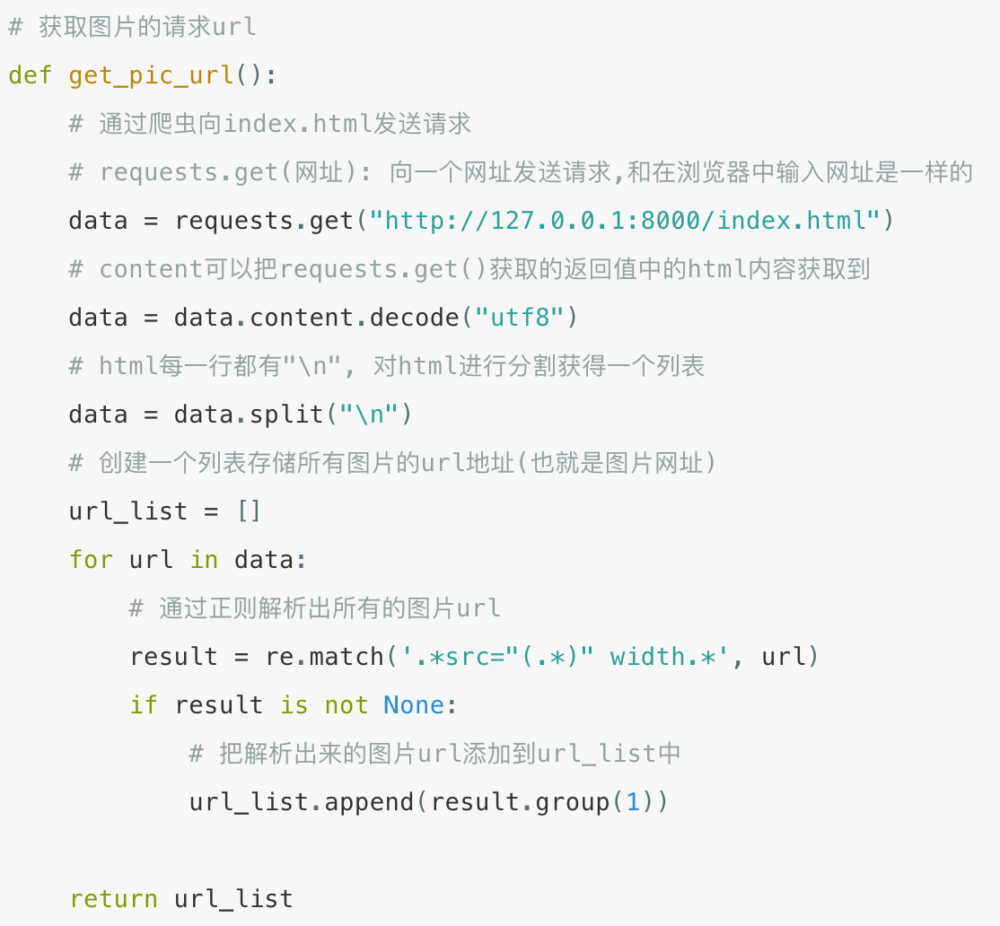 # 获取图片的请求url
def get_pic_url():
    # 通过爬虫向index.html发送请求
    # requests.get(网址): 向一个网址发送请求,和在浏览器中输入网址是一样的
    data = requests.get("http://127.0.0.1:8000/index.html")
    # content可以把requests.get()获取的返回值中的html内容获取到
    data = data.content.decode("utf8")
    # html每一行都有"\n", 对html进行分割获得一个列表
    data = data.split("\n")
    # 创建一个列表存储所有图片的url地址(也就是图片网址)
    url_list = []
    for url in data:
        # 通过正则解析出所有的图片url
        result = re.match('.*src="(.*)" width.*', url)
        if result is not None:
            # 把解析出来的图片url添加到url_list中
            url_list.append(result.group(1))
    return url_list